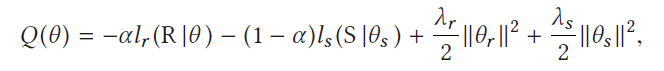 Q(θ) = −αl_r(R|θ) − (1 − α)l_s(S|θ_s) + λ_r/2 ||θ_r||² + λ_s/2 ||θ_s||²,